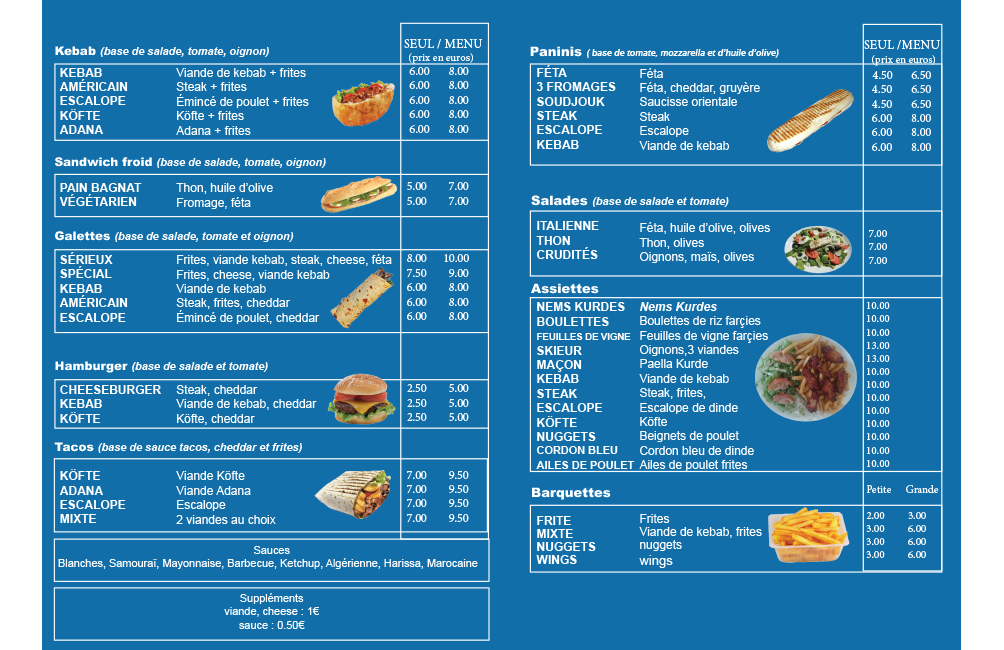 SEUL / MENU
(prix en euros)
Kebab (base de salade, tomate, oignon)
KEBAB Viande de kebab + frites 6.00 8.00
AMÉRICAIN Steak + frites 6.00 8.00
ESCALOPE Émincé de poulet + frites 6.00 8.00
KÖFTE Köfte + frites 6.00 8.00
ADANA Adana + frites 6.00 8.00
Sandwich froid (base de salade, tomate, oignon)
PAIN BAGNAT Thon, huile d'olive 5.00 7.00
VÉGÉTARIEN Fromage, féta 5.00 7.00
Galettes (base de salade, tomate et oignon)
SÉRIEUX Frites, viande kebab, steak, cheese, féta 8.00 10.00
SPÉCIAL Frites, cheese, viande kebab 7.50 9.00
KEBAB Viande de kebab 6.00 8.00
AMÉRICAIN Steak, frites, cheddar 6.00 8.00
ESCALOPE Émincé de poulet, cheddar 6.00 8.00
Hamburger (base de salade et tomate)
CHEESEBURGER Steak, cheddar 2.50 5.00
KEBAB Viande de kebab, cheddar 2.50 5.00
KÖFTE Köfte, cheddar 2.50 5.00
Tacos (base de sauce tacos, cheddar et frites)
KÖFTE Viande Köfte 7.00 9.50
ADANA Viande Adana 7.00 9.50
ESCALOPE Escalope 7.00 9.50
MIXTE 2 viandes au choix 7.00 9.50
Sauces
Blanches, Samouraï, Mayonnaise, Barbecue, Ketchup, Algérienne, Harissa, Marocaine
Suppléments
viande, cheese : 1€
sauce : 0.50€
SEUL /MENU
(prix en euros)
Paninis ( base de tomate, mozzarella et d'huile d'olive)
FÉTA Féta 4.50 6.50
3 FROMAGES Féta, cheddar, gruyère 4.50 6.50
SOUDJOUK Saucisse orientale 4.50 6.50
STEAK Steak 6.00 8.00
ESCALOPE Escalope 6.00 8.00
KEBAB Viande de kebab 6.00 8.00
Salades (base de salade et tomate)
ITALIENNE Féta, huile d'olive, olives 7.00
THON Thon, olives 7.00
CRUDITÉS Oignons, maïs, olives 7.00
Assiettes
NEMS KURDES Nems Kurdes 10.00
BOULETTES Boulettes de riz farçies 10.00
FEUILLES DE VIGNE Feuilles de vigne farçies 10.00
SKIEUR Oignons,3 viandes 13.00
MAÇON Paella Kurde 13.00
KEBAB Viande de kebab 10.00
STEAK Steak, frites, 10.00
ESCALOPE Escalope de dinde 10.00
KÖFTE Köfte 10.00
NUGGETS Beignets de poulet 10.00
CORDON BLEU Cordon bleu de dinde 10.00
AILES DE POULET Ailes de poulet frites 10.00
10.00
Barquettes Petite Grande
FRITE Frites 2.00 3.00
MIXTE Viande de kebab, frites 3.00 6.00
NUGGETS nuggets 3.00 6.00
WINGS wings 3.00 6.00